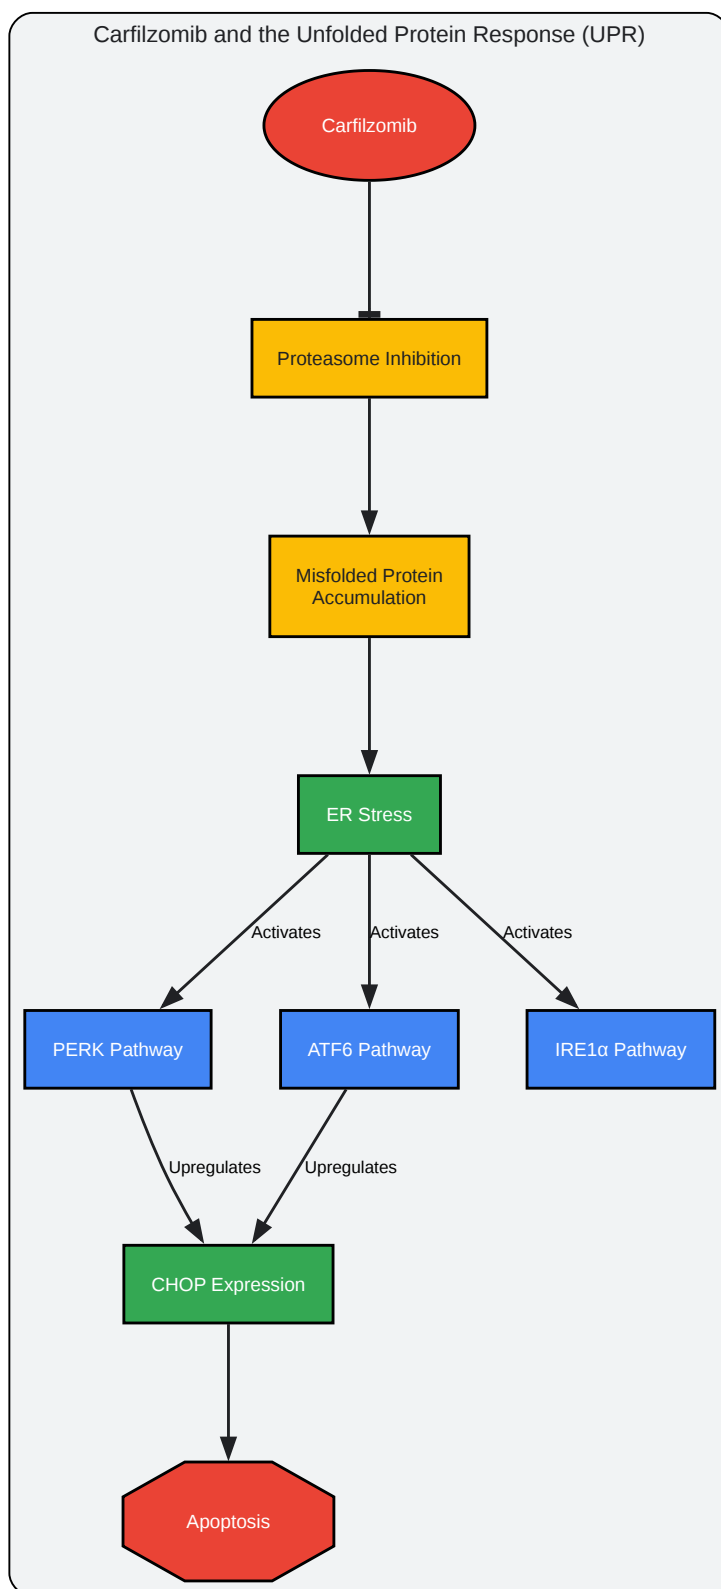 Carfilzomib and the Unfolded Protein Response (UPR)
Carfilzomib
Proteasome Inhibition
Misfolded Protein
Accumulation
ER Stress
Activates
Activates
Activates
PERK Pathway
ATF6 Pathway
IRE1α Pathway
Upregulates
Upregulates
CHOP Expression
Apoptosis